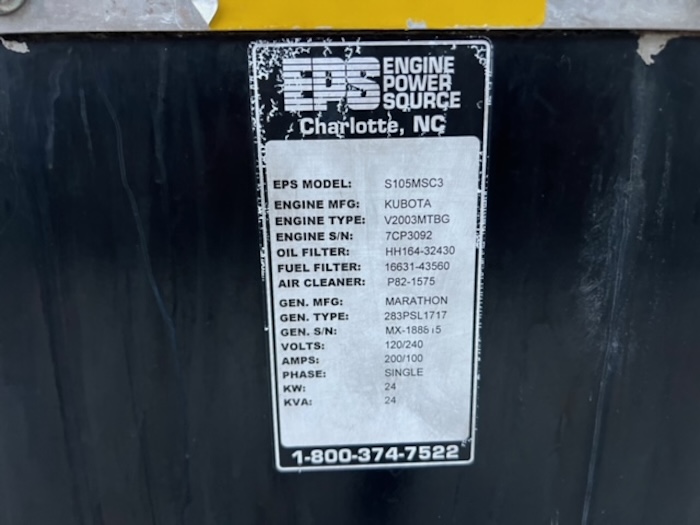 EPS ENGINE
POWER
SOURCE
Charlotte, NC
EPS MODEL: S105MSC3
ENGINE MFG: KUBOTA
ENGINE TYPE: V2003MTBG
ENGINE S/N: 7CP3092
OIL FILTER: HH164-32430
FUEL FILTER: 16631-43560
AIR CLEANER: P82-1575
GEN. MFG: MARATHON
GEN. TYPE: 283PSL1717
GEN. S/N:
VOLTS: 120/240
AMPS: 200/100
PHASE: SINGLE
KW: 24
KVA: 24
1-800-374-7522